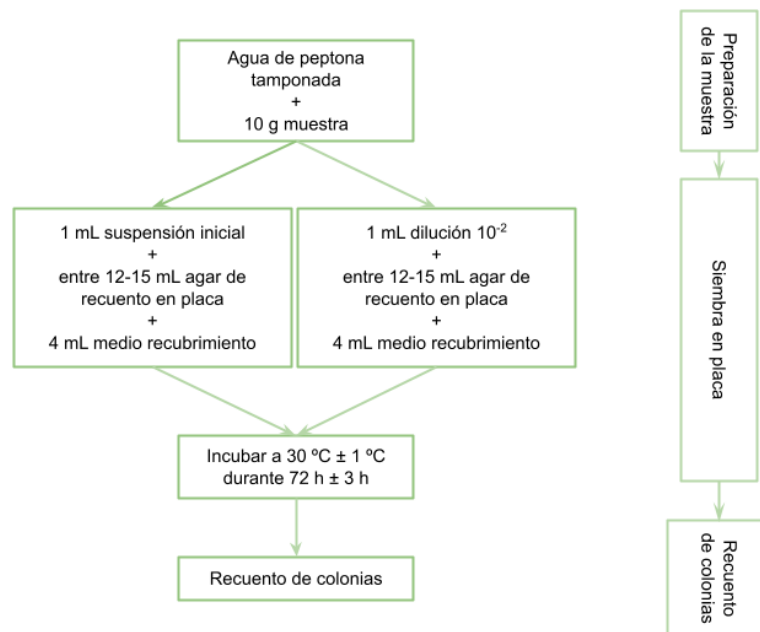 Agua de peptona
tamponada
+
10 g muestra
1 mL suspensión inicial
+
entre 12-15 mL agar de
recuento en placa
+
4 mL medio recubrimiento
1 mL dilución 10⁻²
+
entre 12-15 mL agar de
recuento en placa
+
4 mL medio recubrimiento
Incubar a 30 ºC ± 1 ºC
durante 72 h ± 3 h
Recuento de colonias
Preparación
de la muestra
Siembra en placa
Recuento
de colonias